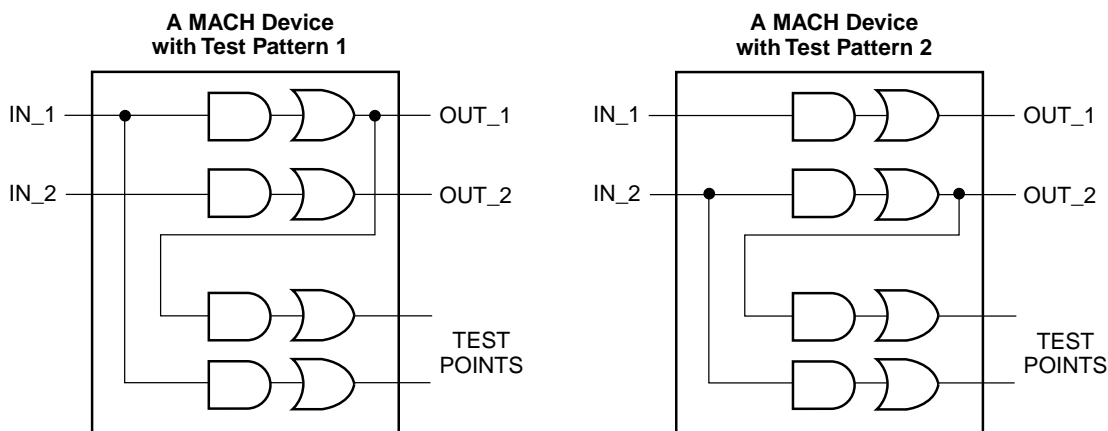 A MACH Device
with Test Pattern 1
IN_1
OUT_1
IN_2
OUT_2
TEST
POINTS
A MACH Device
with Test Pattern 2
IN_1
OUT_1
IN_2
OUT_2
TEST
POINTS